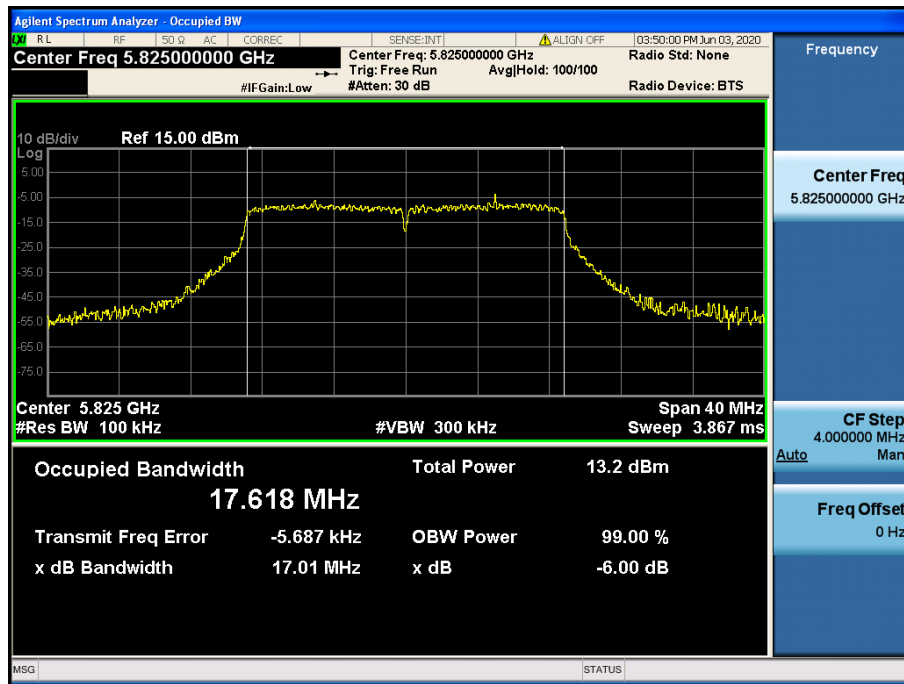 Agilent Spectrum Analyzer - Occupied BW
LXI RL RF 50 Ω AC CORREC SENSE:INT ALIGN OFF 03:50:00 PM Jun 03, 2020
Center Freq 5.825000000 GHz
Center Freq: 5.825000000 GHz Radio Std: None
Trig: Free Run Avg|Hold: 100/100
#IFGain:Low #Atten: 30 dB Radio Device: BTS
10 dB/div Ref 15.00 dBm
Log
5.00
-5.00
-15.0
-25.0
-35.0
-45.0
-55.0
-65.0
-75.0
Center 5.825 GHz Span 40 MHz
#Res BW 100 kHz #VBW 300 kHz Sweep 3.867 ms
Occupied Bandwidth Total Power 13.2 dBm
17.618 MHz
Transmit Freq Error -5.687 kHz OBW Power 99.00 %
x dB Bandwidth 17.01 MHz x dB -6.00 dB
MSG STATUS
Frequency
Center Freq
5.825000000 GHz
CF Step
4.000000 MHz
Auto Man
Freq Offset
0 Hz